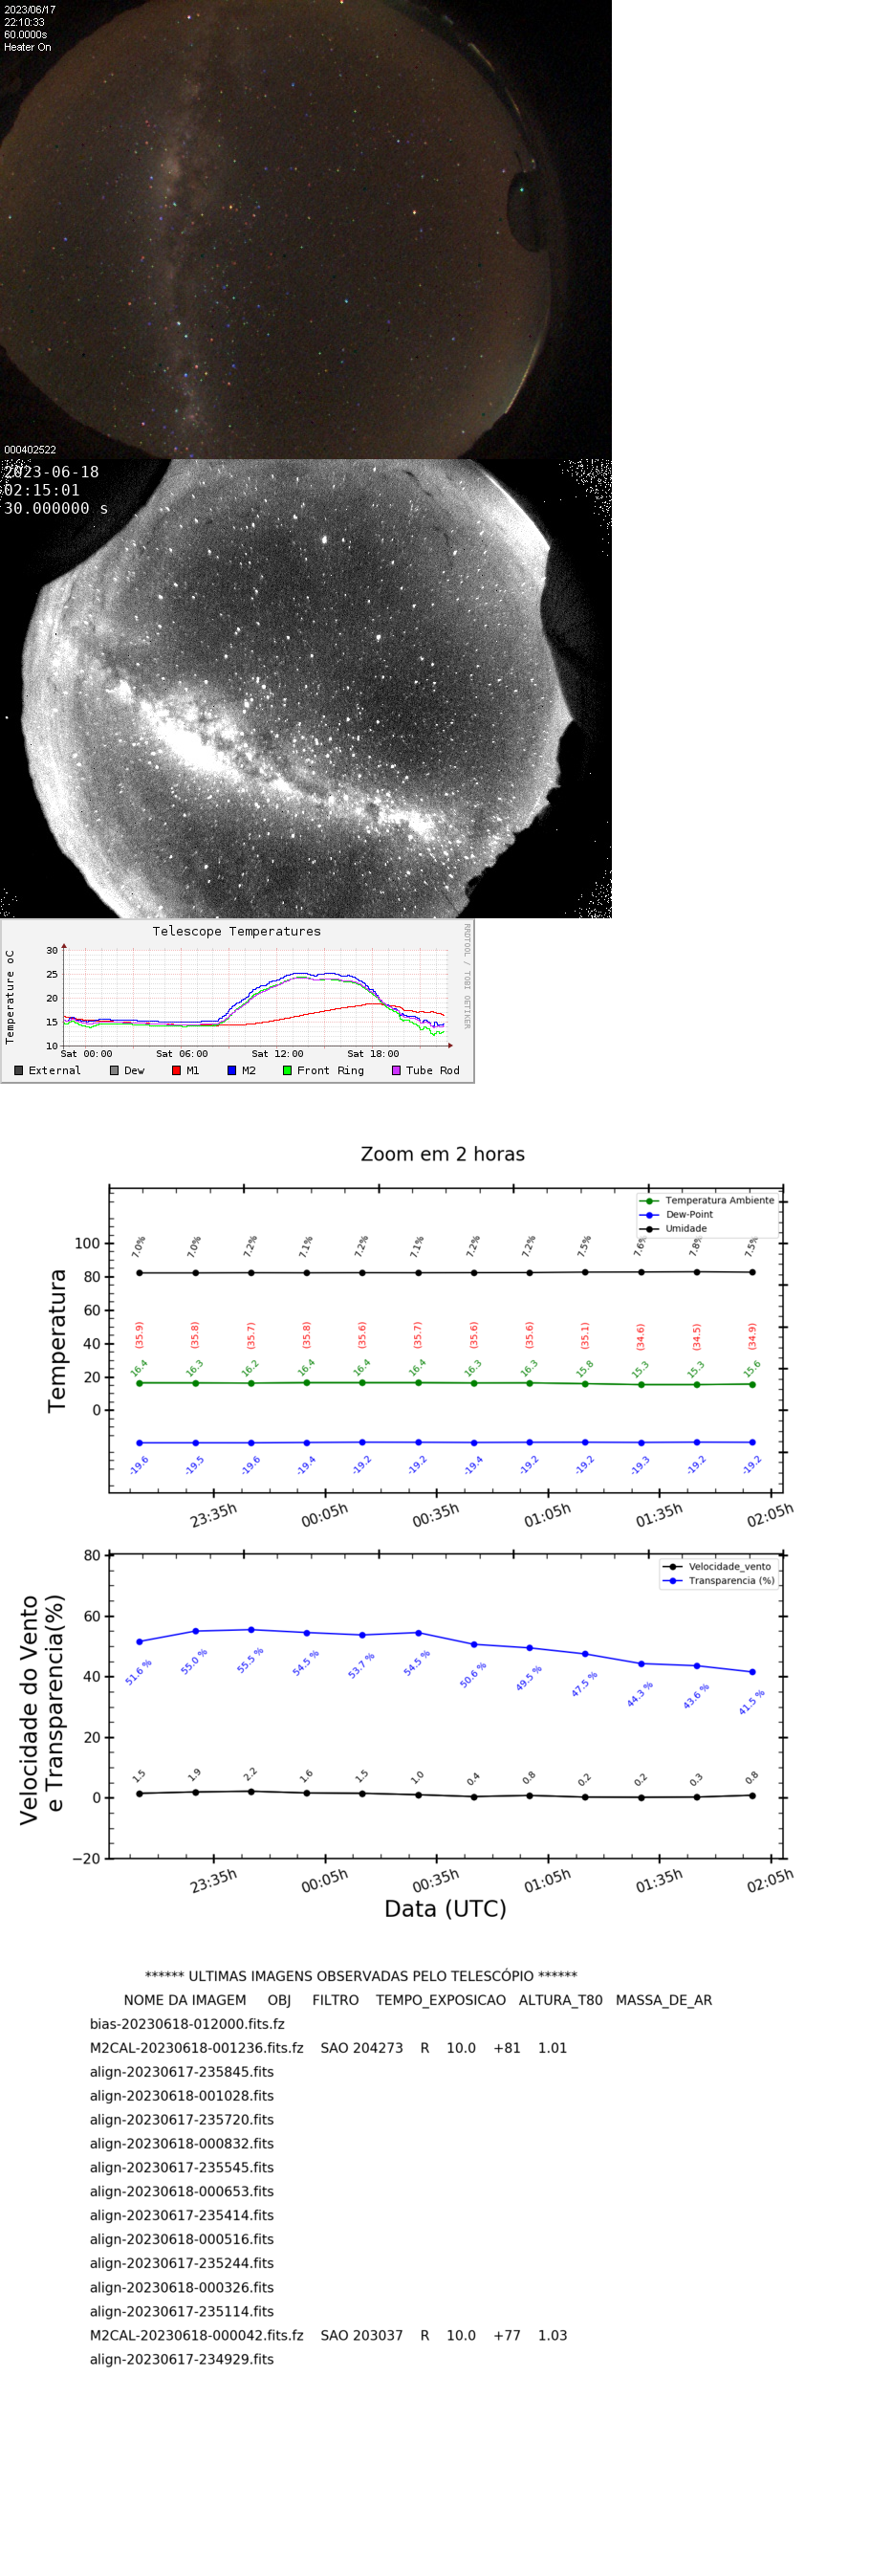 2023/06/17
22:10:33
60.0000s
Heater On
000402522
2023-06-18
02:15:01
30.000000 s
Telescope Temperatures
RRDTOOL / TOBI OETIKER
Temperature oC
30
25
20
15
10
Sat 00:00 Sat 06:00 Sat 12:00 Sat 18:00
External Dew M1 M2 Front Ring Tube Rod
Zoom em 2 horas
Temperatura Ambiente
Dew-Point
Umidade
Temperatura
100
80
60
40
20
0
7.0% 7.0% 7.2% 7.1% 7.2% 7.1% 7.2% 7.2% 7.5% 7.6% 7.8% 7.5%
(35.9) (35.8) (35.7) (35.8) (35.6) (35.7) (35.6) (35.6) (35.1) (34.6) (34.5) (34.9)
16.4 16.3 16.2 16.4 16.4 16.4 16.3 16.3 15.8 15.3 15.3 15.6
-19.6 -19.5 -19.6 -19.4 -19.2 -19.2 -19.4 -19.2 -19.2 -19.3 -19.2 -19.2
23:35h 00:05h 00:35h 01:05h 01:35h 02:05h
Velocidade_vento
Transparencia (%)
Velocidade do Vento
e Transparencia(%)
80
60
40
20
0
−20
51.6 % 55.0 % 55.5 % 54.5 % 53.7 % 54.5 % 50.6 % 49.5 % 47.5 % 44.3 % 43.6 % 41.5 %
1.5 1.9 2.2 1.6 1.5 1.0 0.4 0.8 0.2 0.2 0.3 0.8
23:35h 00:05h 00:35h 01:05h 01:35h 02:05h
Data (UTC)
****** ULTIMAS IMAGENS OBSERVADAS PELO TELESCÓPIO ******
NOME DA IMAGEM OBJ FILTRO TEMPO_EXPOSICAO ALTURA_T80 MASSA_DE_AR
bias-20230618-012000.fits.fz
M2CAL-20230618-001236.fits.fz SAO 204273 R 10.0 +81 1.01
align-20230617-235845.fits
align-20230618-001028.fits
align-20230617-235720.fits
align-20230618-000832.fits
align-20230617-235545.fits
align-20230618-000653.fits
align-20230617-235414.fits
align-20230618-000516.fits
align-20230617-235244.fits
align-20230618-000326.fits
align-20230617-235114.fits
M2CAL-20230618-000042.fits.fz SAO 203037 R 10.0 +77 1.03
align-20230617-234929.fits